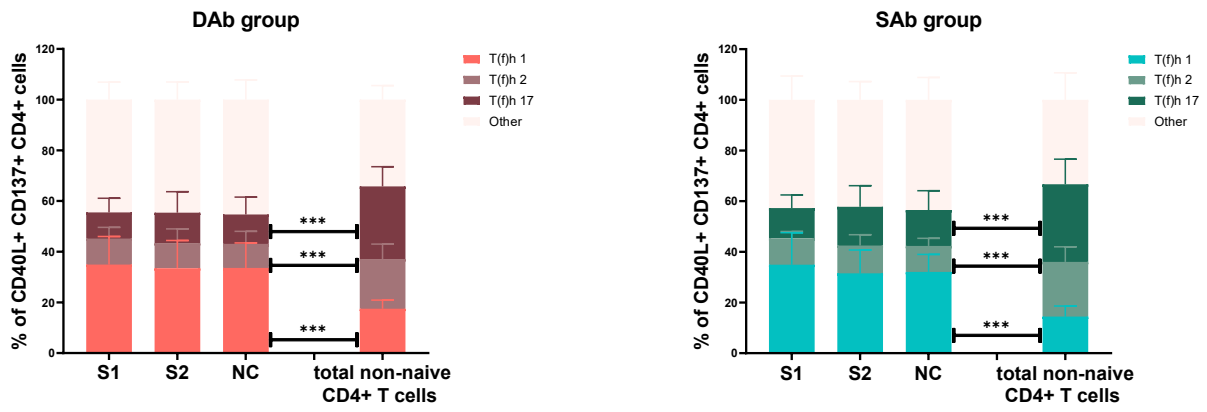 DAb group
% of CD40L+ CD137+ CD4+ cells
120
100
80
60
40
20
0
***
***
***
S1
S2
NC
total non-naive
CD4+ T cells
T(f)h 1
T(f)h 2
T(f)h 17
Other
SAb group
% of CD40L+ CD137+ CD4+ cells
120
100
80
60
40
20
0
***
***
***
S1
S2
NC
total non-naive
CD4+ T cells
T(f)h 1
T(f)h 2
T(f)h 17
Other